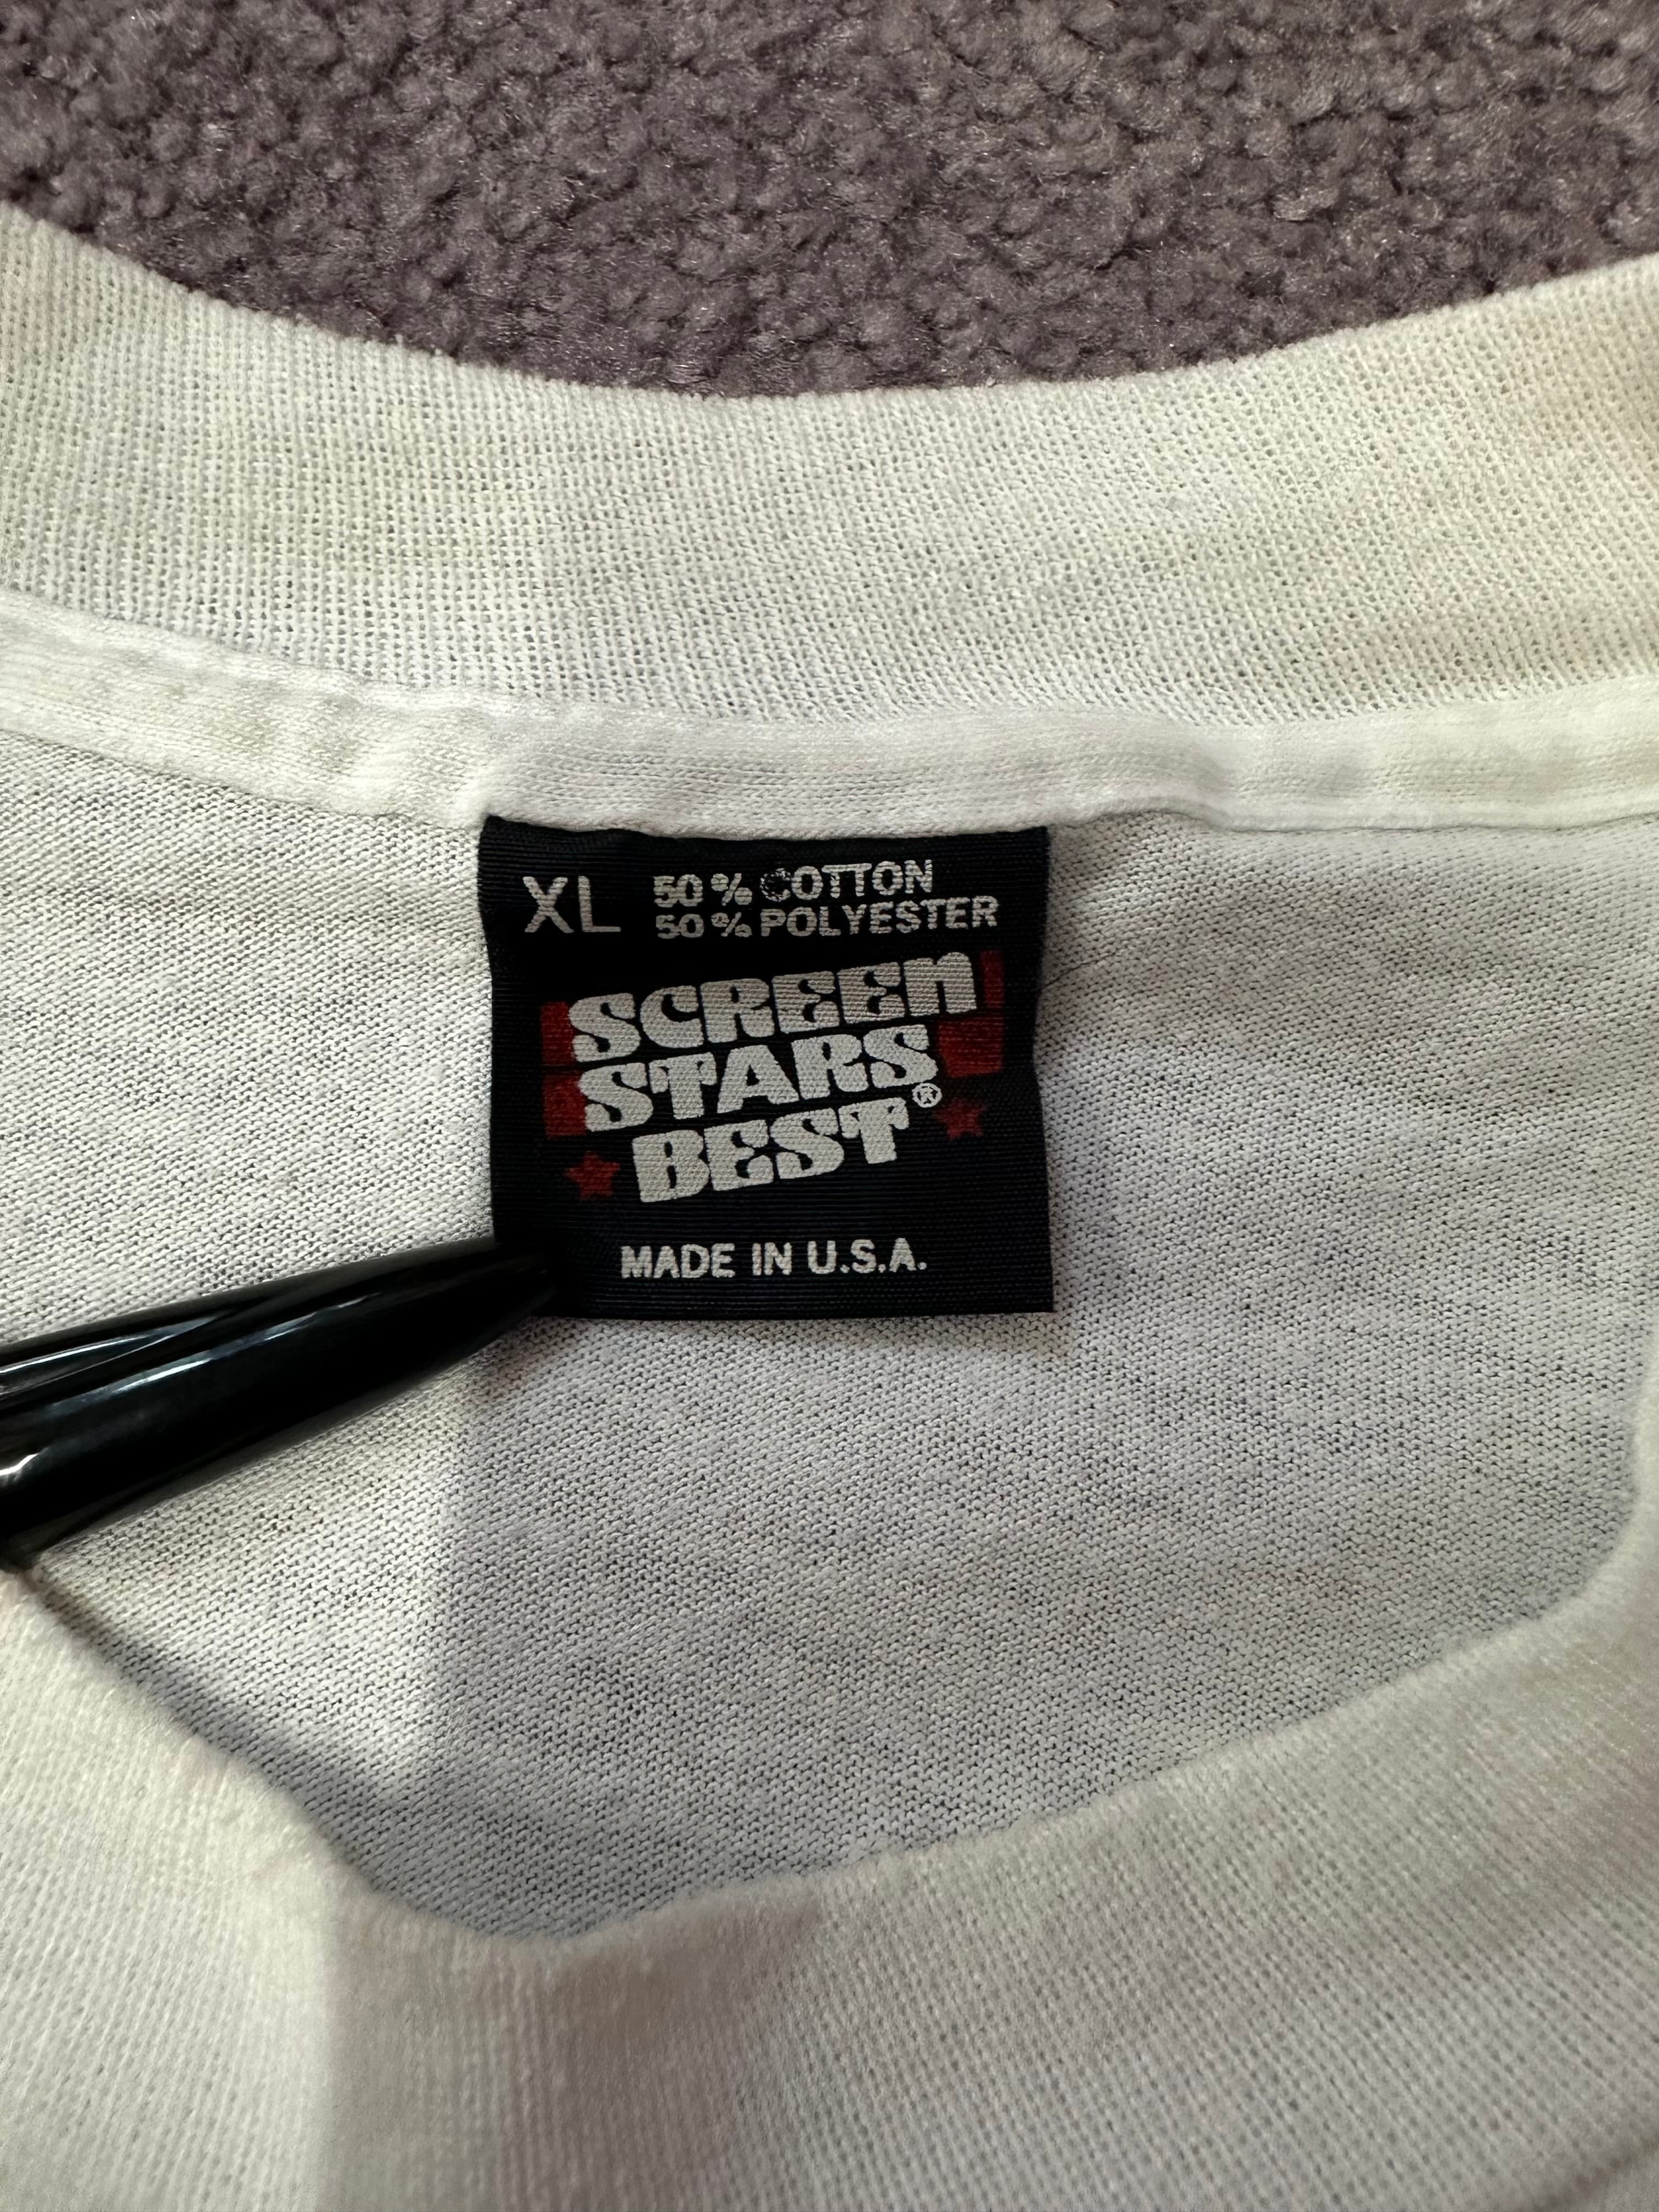 XL 50% COTTON
50% POLYESTER
SCREEN
STARS
BEST®
MADE IN U.S.A.